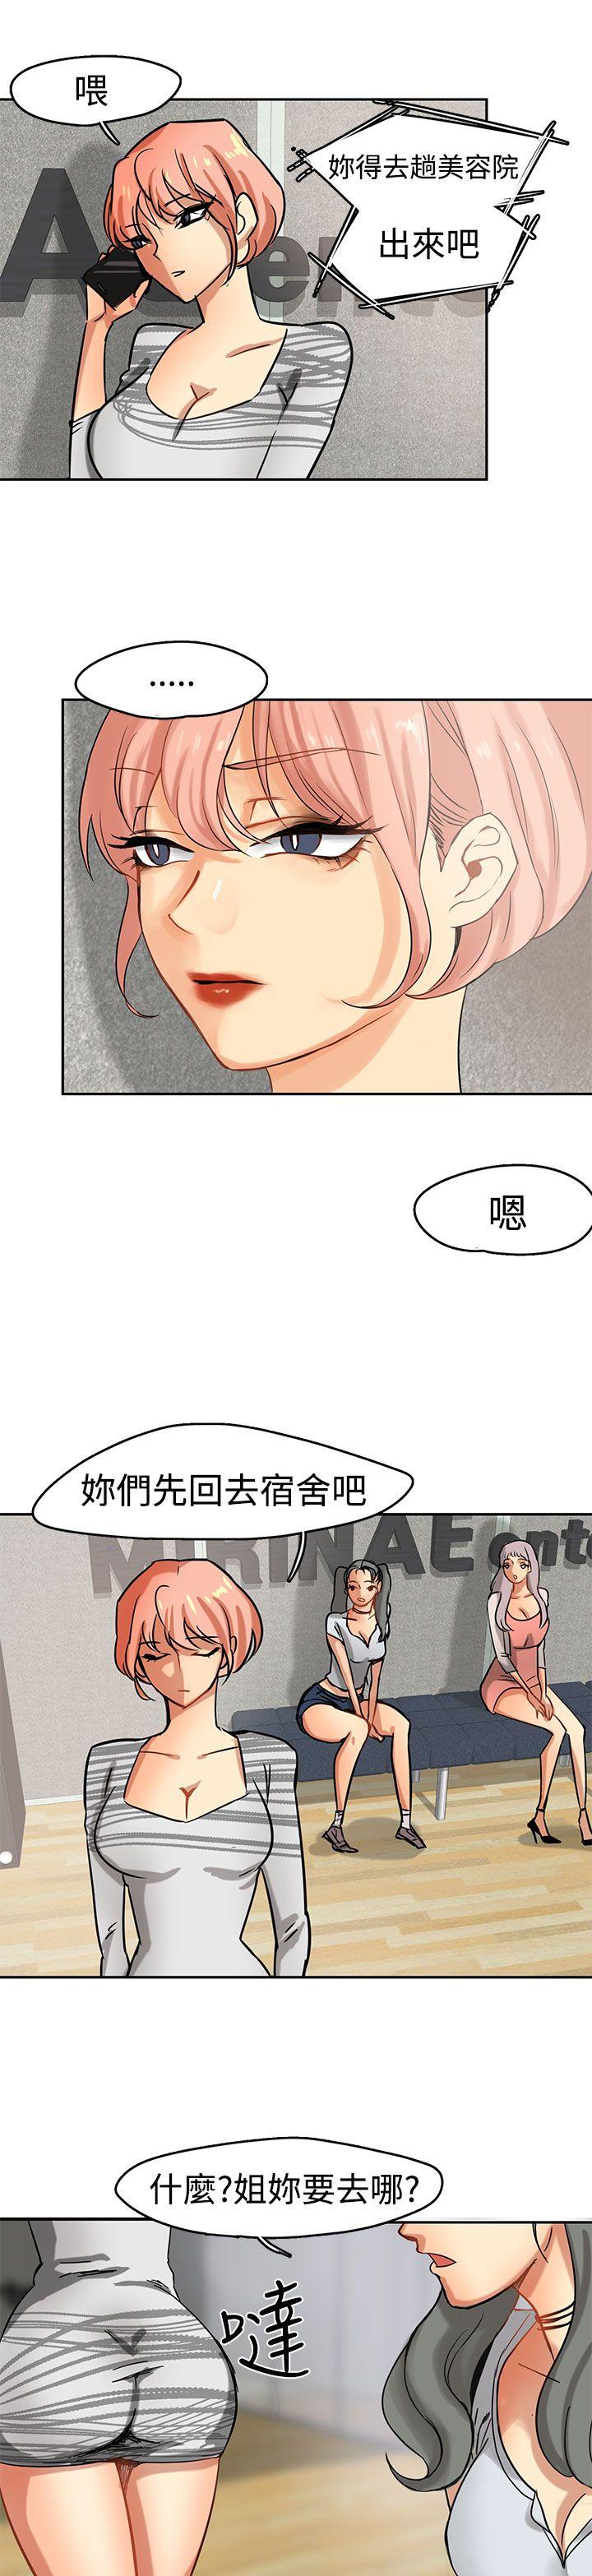 喂
妳得去趟美容院
出來吧
A ente
.....
嗯
妳們先回去宿舍吧
MIRINAE ente
什麼?姐妳要去哪?
噠